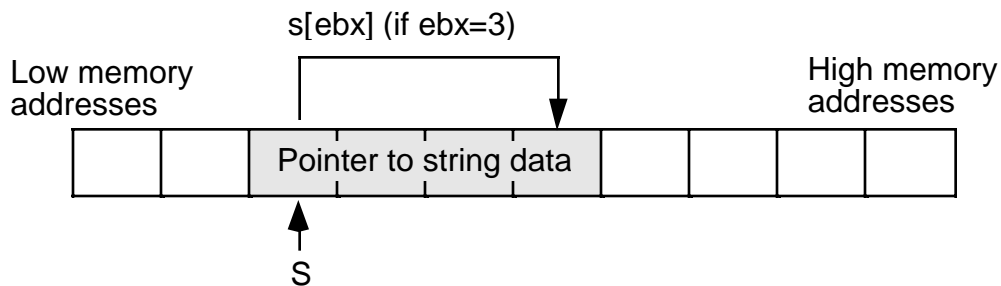 s[ebx] (if ebx=3)
Low memory
addresses
High memory
addresses
Pointer to string data
S